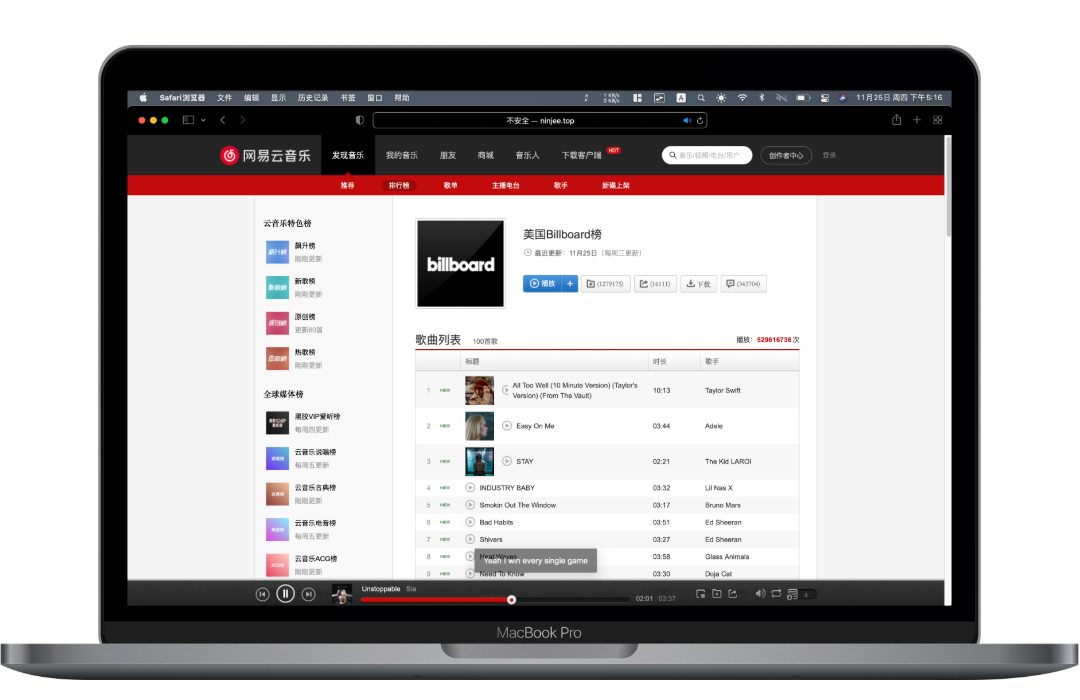 Safari浏览器 文件 编辑 显示 历史记录 书签 窗口 帮助
1 KB/s
0 KB/s
A
11月25日 周四 下午5:16
不安全 — ninjee.top
网易云音乐 发现音乐 我的音乐 朋友 商城 音乐人 下载客户端 HOT
音乐/视频/电台/用户 创作者中心 登录
推荐 排行榜 歌单 主播电台 歌手 新碟上架
云音乐特色榜
飙升榜
刚刚更新
新歌榜
刚刚更新
原创榜
更新80首
热歌榜
刚刚更新
全球媒体榜
黑胶VIP爱听榜
每周四更新
云音乐说唱榜
每周五更新
云音乐古典榜
刚刚更新
云音乐电音榜
每周五更新
云音乐ACG榜
刚刚更新
billboard
美国Billboard榜
最近更新：11月25日 （每周三更新）
播放 + (1279175) (16111) 下载 (343704)
歌曲列表 100首歌 播放：529616736次
标题 时长 歌手
1 NEW All Too Well (10 Minute Version) (Taylor's
Version) (From The Vault) 10:13 Taylor Swift
2 NEW Easy On Me 03:44 Adele
3 NEW STAY 02:21 The Kid LAROI
4 NEW INDUSTRY BABY 03:32 Lil Nas X
5 NEW Smokin Out The Window 03:17 Bruno Mars
6 NEW Bad Habits 03:51 Ed Sheeran
7 NEW Shivers 03:27 Ed Sheeran
8 NEW Heat Waves 03:58 Glass Animals
Yeah I win every single game
9 NEW Need To Know 03:30 Doja Cat
Unstoppable Sia
02:01 / 03:37
4
MacBook Pro